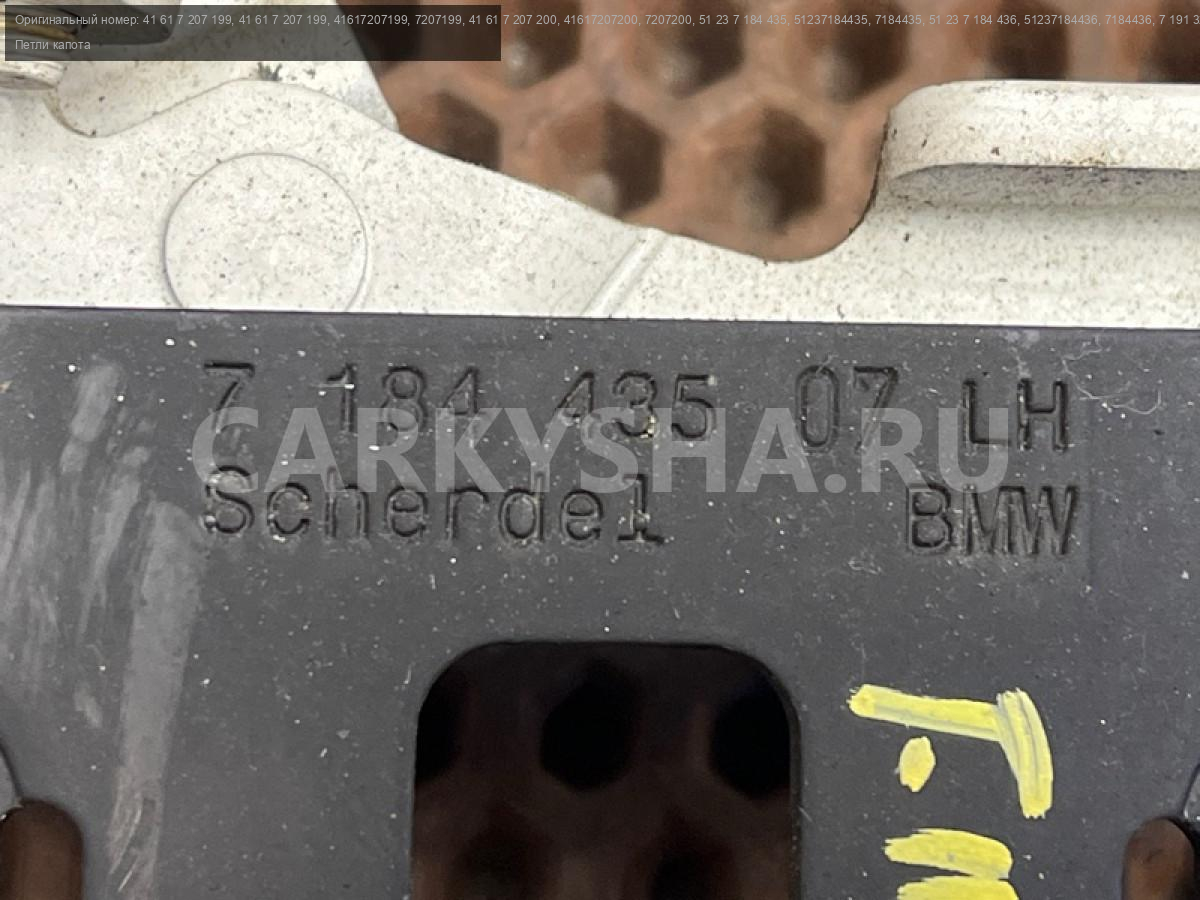 Оригинальный номер: 41 61 7 207 199, 41 61 7 207 199, 41617207199, 7207199, 41 61 7 207 200, 41617207200, 7207200, 51 23 7 184 435, 51237184435, 7184435, 51 23 7 184 436, 51237184436, 7184436, 7 191 3
Петли капота
7 184 435 07 LH
CARKYSHA.RU
Scherdel BMW